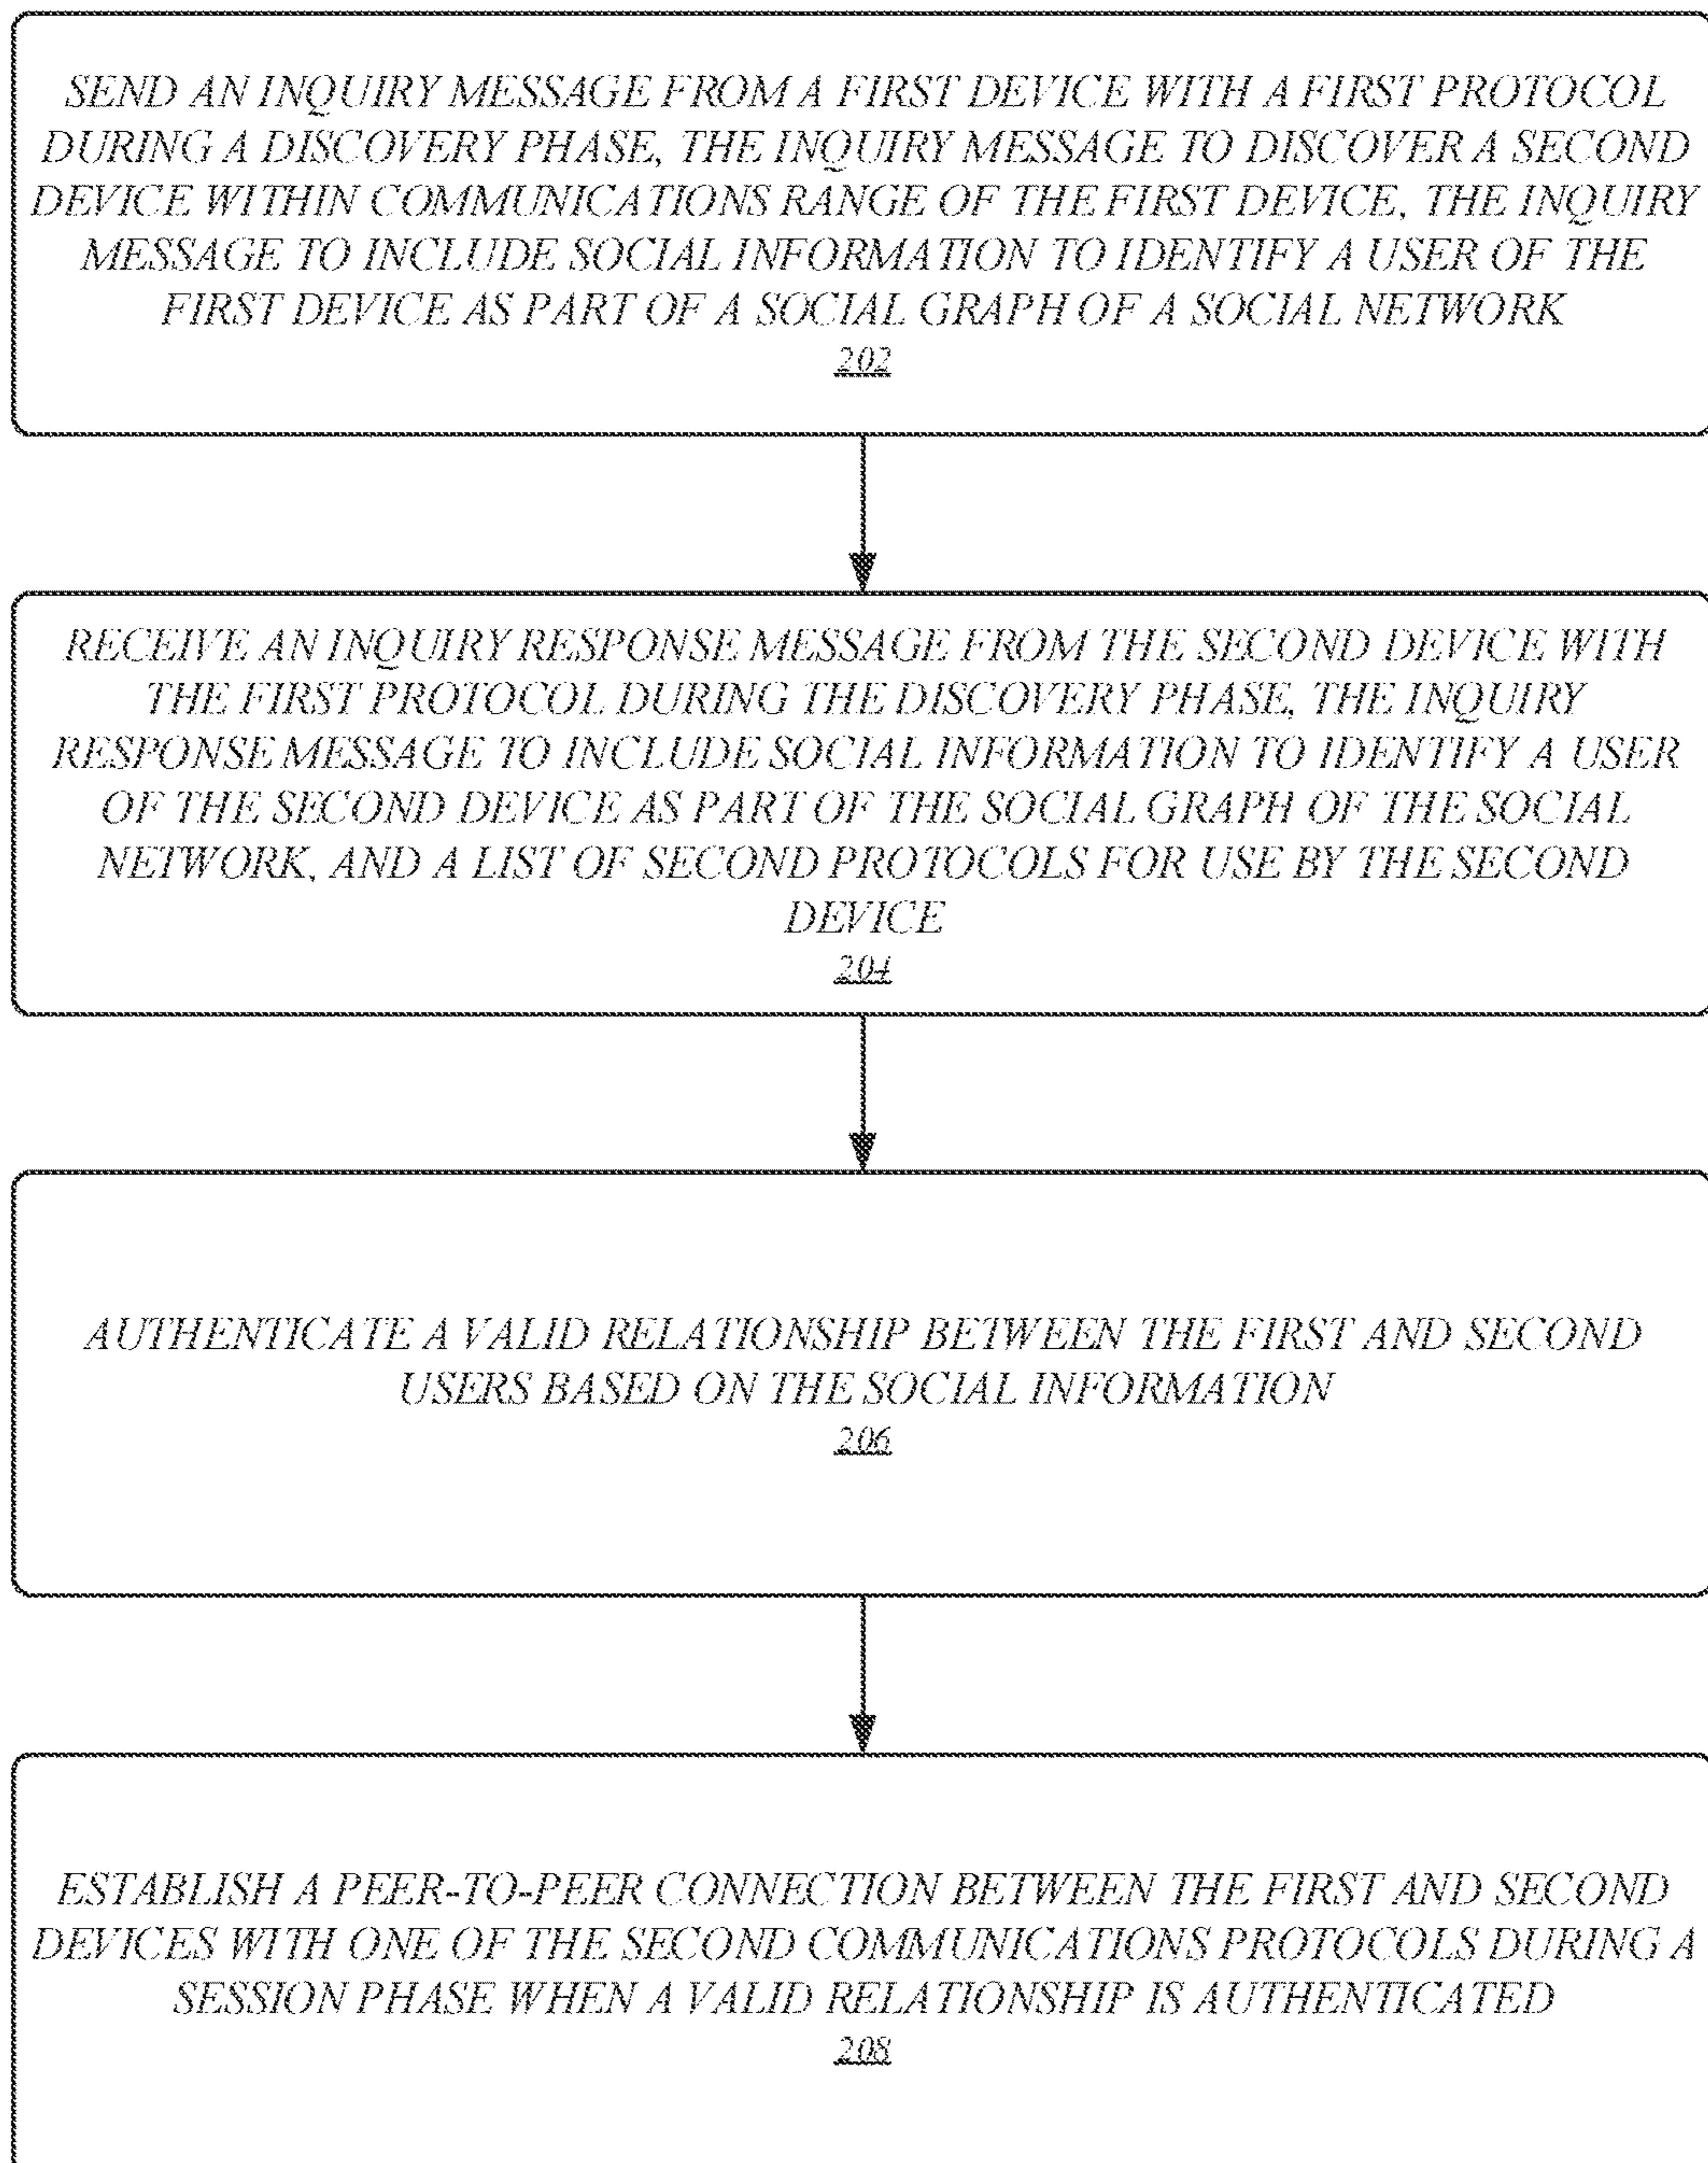 SEND AN INQUIRY MESSAGE FROM A FIRST DEVICE WITH A FIRST PROTOCOL
DURING A DISCOVERY PHASE, THE INQUIRY MESSAGE TO DISCOVER A SECOND
DEVICE WITHIN COMMUNICATIONS RANGE OF THE FIRST DEVICE, THE INQUIRY
MESSAGE TO INCLUDE SOCIAL INFORMATION TO IDENTIFY A USER OF THE
FIRST DEVICE AS PART OF A SOCIAL GRAPH OF A SOCIAL NETWORK
202
RECEIVE AN INQUIRY RESPONSE MESSAGE FROM THE SECOND DEVICE WITH
THE FIRST PROTOCOL DURING THE DISCOVERY PHASE, THE INQUIRY
RESPONSE MESSAGE TO INCLUDE SOCIAL INFORMATION TO IDENTIFY A USER
OF THE SECOND DEVICE AS PART OF THE SOCIAL GRAPH OF THE SOCIAL
NETWORK, AND A LIST OF SECOND PROTOCOLS FOR USE BY THE SECOND
DEVICE
204
AUTHENTICATE A VALID RELATIONSHIP BETWEEN THE FIRST AND SECOND
USERS BASED ON THE SOCIAL INFORMATION
206
ESTABLISH A PEER-TO-PEER CONNECTION BETWEEN THE FIRST AND SECOND
DEVICES WITH ONE OF THE SECOND COMMUNICATIONS PROTOCOLS DURING A
SESSION PHASE WHEN A VALID RELATIONSHIP IS AUTHENTICATED
208